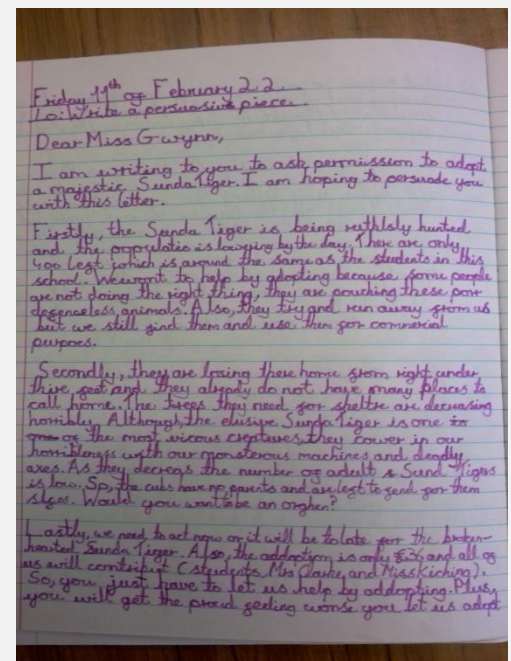 Friday 11th of February 22
Lo: Write a persuasive piece.
Dear Miss Gwynn,
I am writing to you to ask permission to adopt
a majestic Sunda Tiger. I am hoping to persuade you
with this letter.
Firstly, the Sunda Tiger is being ruthlsly hunted
and the populatio is lowering by the day. There are only
400 left which is around the same as the students in this
school. We want to help by adopting because some people
are not doing the right thing, they are pouching these porr
defenseless animals. Also, they try and run away from us
but we still find them and use them for commerial
purpoes.
Secondly, they are losing there home from right under
thire feet and they already do not have many places to
call home. The trees they need for sheltre are decreasing
horribley. Although, the elusive Sunda Tiger is one
of the most vicous creatures, they cower in our
horribleness with our monsterous machines and deadly
axes. As they decregs the number of adult Sund Tigers
is low. So, the cubs have no parents and are left to fend for them
slefs. Would you want to be an orphen?
Lastly, we need to act now or it will be to late for the broken-
hearted Sunda Tiger. Also, the addoption is only and all of
us will contribut (students, Mrs Clarke, and Miss Kiching).
So, you just have to let us help by addopting. Plus,
you will get the proud feeling you let us adopt